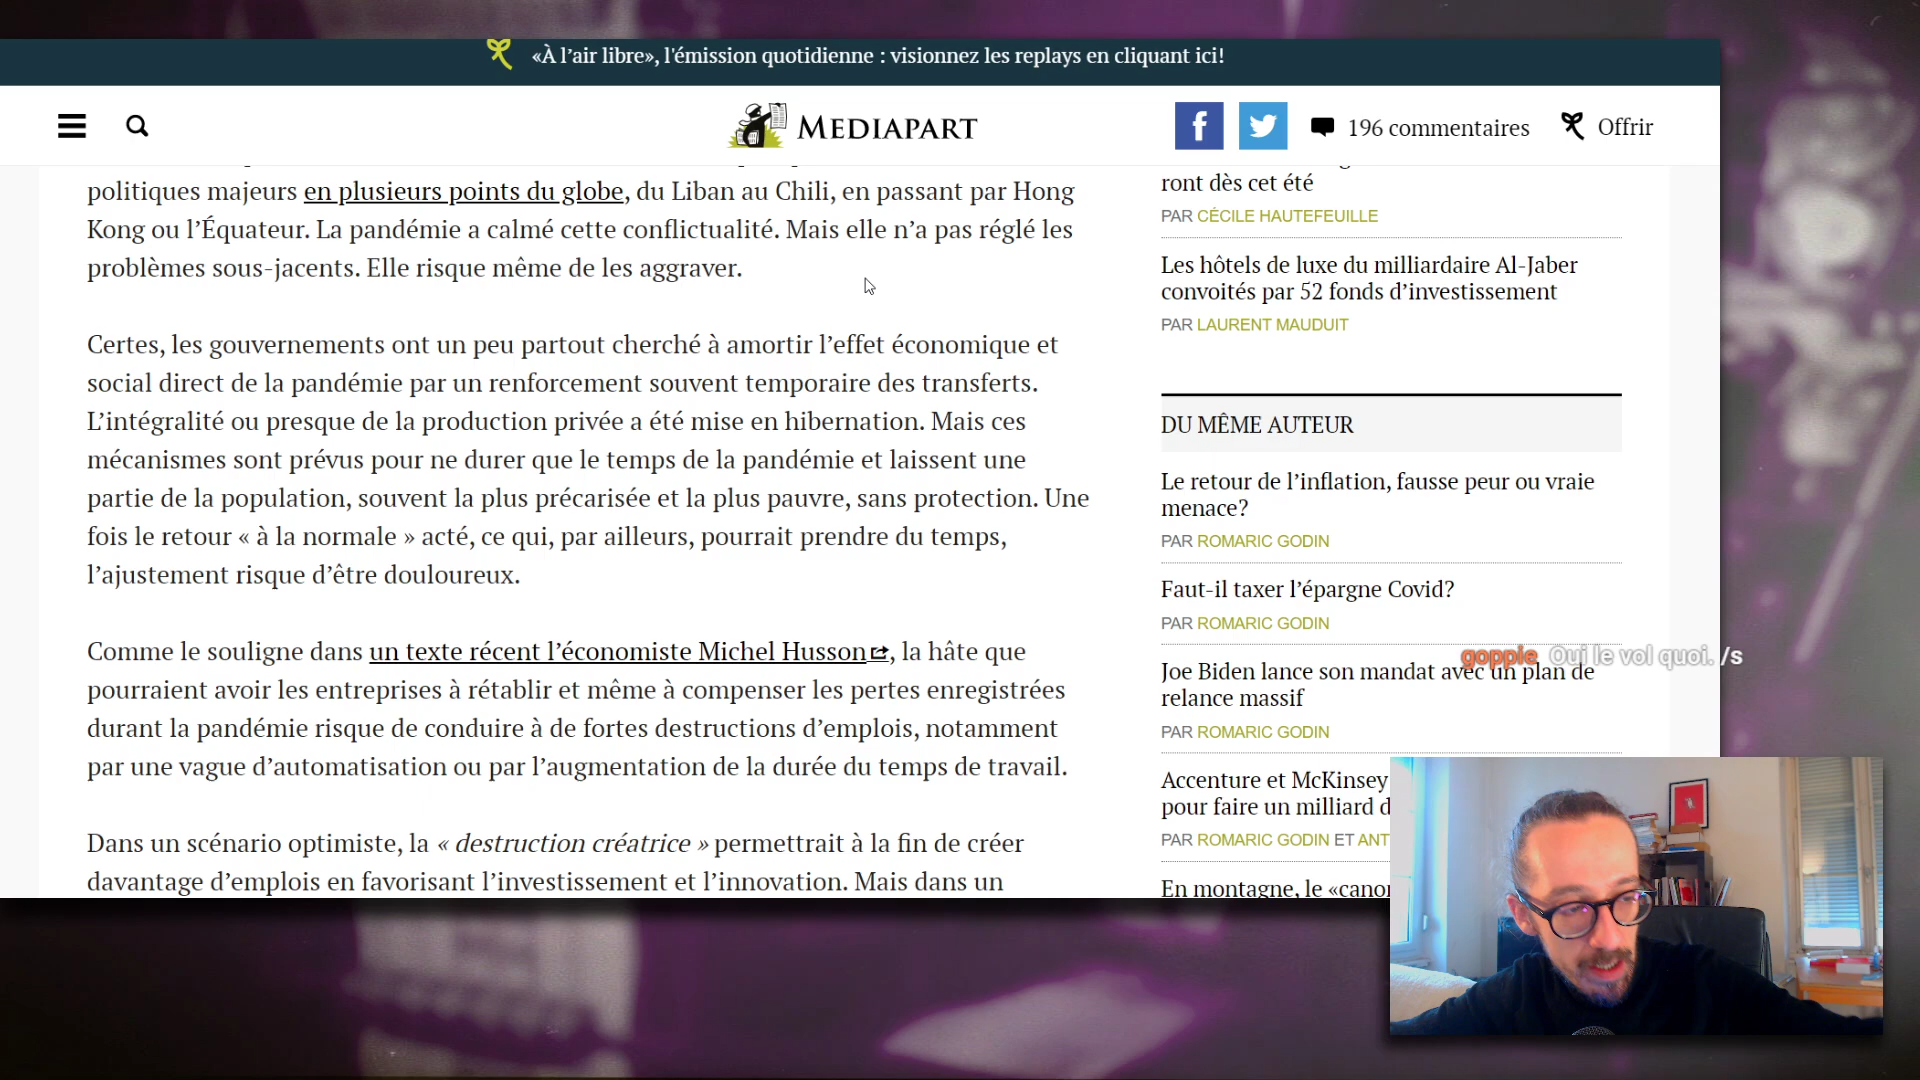 «À l’air libre», l'émission quotidienne : visionnez les replays en cliquant ici!
MEDIAPART
196 commentaires
Offrir
politiques majeurs en plusieurs points du globe, du Liban au Chili, en passant par Hong
Kong ou l’Équateur. La pandémie a calmé cette conflictualité. Mais elle n’a pas réglé les
problèmes sous-jacents. Elle risque même de les aggraver.
Certes, les gouvernements ont un peu partout cherché à amortir l’effet économique et
social direct de la pandémie par un renforcement souvent temporaire des transferts.
L’intégralité ou presque de la production privée a été mise en hibernation. Mais ces
mécanismes sont prévus pour ne durer que le temps de la pandémie et laissent une
partie de la population, souvent la plus précarisée et la plus pauvre, sans protection. Une
fois le retour « à la normale » acté, ce qui, par ailleurs, pourrait prendre du temps,
l’ajustement risque d’être douloureux.
Comme le souligne dans un texte récent l’économiste Michel Husson, la hâte que
pourraient avoir les entreprises à rétablir et même à compenser les pertes enregistrées
durant la pandémie risque de conduire à de fortes destructions d’emplois, notamment
par une vague d’automatisation ou par l’augmentation de la durée du temps de travail.
Dans un scénario optimiste, la « destruction créatrice » permettrait à la fin de créer
davantage d’emplois en favorisant l’investissement et l’innovation. Mais dans un
ront dès cet été
PAR CÉCILE HAUTEFEUILLE
Les hôtels de luxe du milliardaire Al-Jaber
convoités par 52 fonds d’investissement
PAR LAURENT MAUDUIT
DU MÊME AUTEUR
Le retour de l’inflation, fausse peur ou vraie
menace?
PAR ROMARIC GODIN
Faut-il taxer l’épargne Covid?
PAR ROMARIC GODIN
goppie Oui le vol quoi. /s
Joe Biden lance son mandat avec un plan de
relance massif
PAR ROMARIC GODIN
Accenture et McKinsey
pour faire un milliard d
PAR ROMARIC GODIN ET ANT
En montagne, le «canon